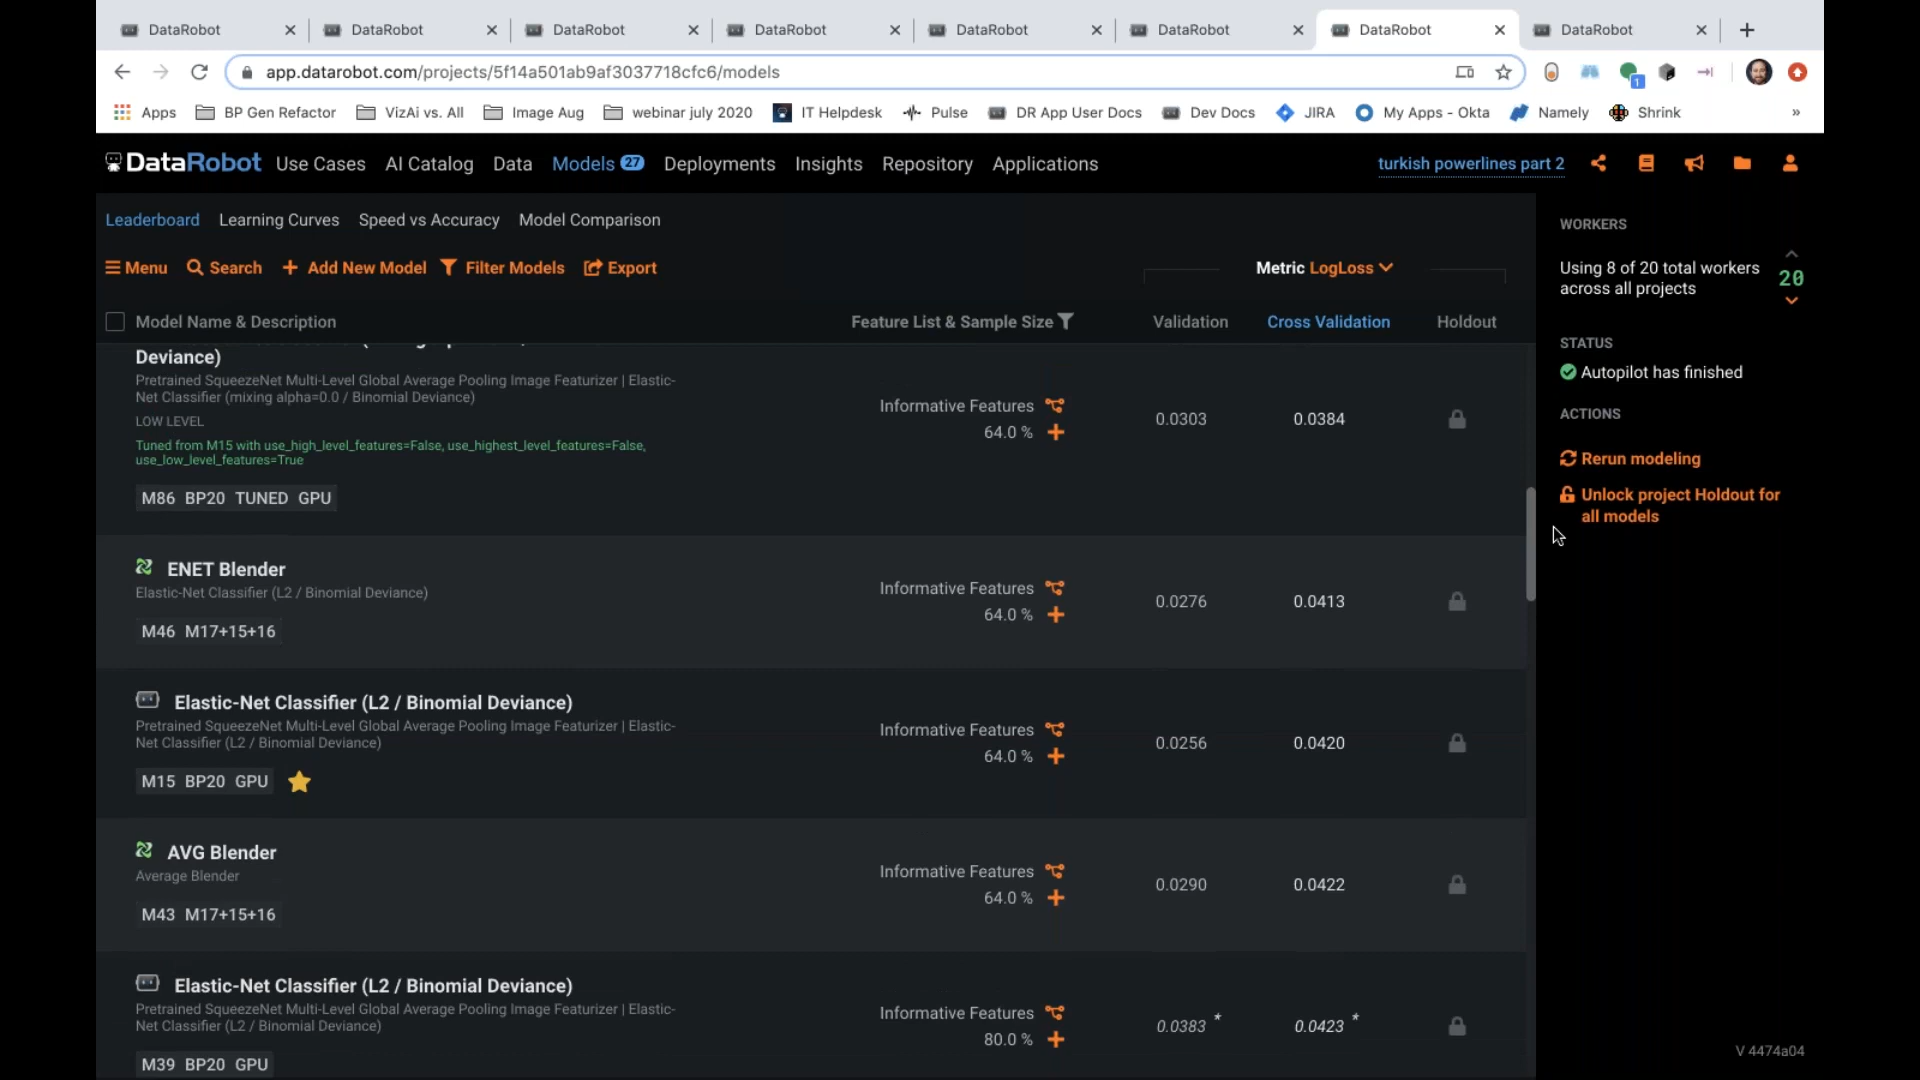 DataRobot DataRobot DataRobot DataRobot DataRobot DataRobot DataRobot DataRobot
app.datarobot.com/projects/5f14a501ab9af3037718cfc6/models 1
Apps BP Gen Refactor VizAi vs. All Image Aug webinar july 2020 IT Helpdesk Pulse DR App User Docs Dev Docs JIRA My Apps - Okta Namely Shrink »
DataRobot Use Cases AI Catalog Data Models 27 Deployments Insights Repository Applications turkish powerlines part 2
Leaderboard Learning Curves Speed vs Accuracy Model Comparison
Menu Search Add New Model Filter Models Export Metric LogLoss
Model Name & Description Feature List & Sample Size Validation Cross Validation Holdout
Deviance)
Pretrained SqueezeNet Multi-Level Global Average Pooling Image Featurizer | Elastic-
Net Classifier (mixing alpha=0.0 / Binomial Deviance)
LOW LEVEL
Tuned from M15 with use_high_level_features=False, use_highest_level_features=False,
use_low_level_features=True
M86 BP20 TUNED GPU
Informative Features
64.0 %
0.0303 0.0384
ENET Blender
Elastic-Net Classifier (L2 / Binomial Deviance)
M46 M17+15+16
Informative Features
64.0 %
0.0276 0.0413
Elastic-Net Classifier (L2 / Binomial Deviance)
Pretrained SqueezeNet Multi-Level Global Average Pooling Image Featurizer | Elastic-
Net Classifier (L2 / Binomial Deviance)
M15 BP20 GPU
Informative Features
64.0 %
0.0256 0.0420
AVG Blender
Average Blender
M43 M17+15+16
Informative Features
64.0 %
0.0290 0.0422
Elastic-Net Classifier (L2 / Binomial Deviance)
Pretrained SqueezeNet Multi-Level Global Average Pooling Image Featurizer | Elastic-
Net Classifier (L2 / Binomial Deviance)
M39 BP20 GPU
Informative Features
80.0 %
0.0383 * 0.0423 *
WORKERS
Using 8 of 20 total workers
across all projects
20
STATUS
Autopilot has finished
ACTIONS
Rerun modeling
Unlock project Holdout for
all models
V 4474a04